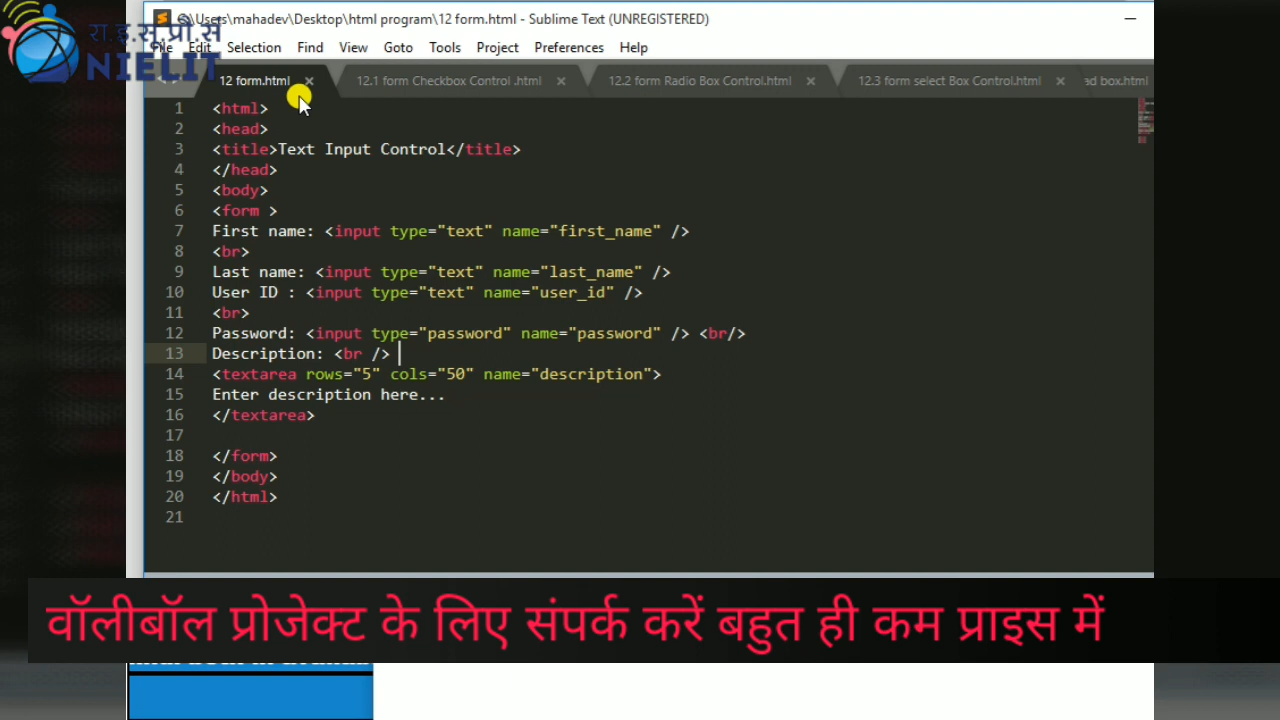 C:\Users\mahadev\Desktop\html program\12 form.html - Sublime Text (UNREGISTERED)
रा.इ.सू.प्रौ.सं
NIELIT
File Edit Selection Find View Goto Tools Project Preferences Help
12 form.html × 12.1 form Checkbox Control .html × 12.2 form Radio Box Control.html × 12.3 form select Box Control.html × ad box.html
1 <html>
2 <head>
3 <title>Text Input Control</title>
4 </head>
5 <body>
6 <form >
7 First name: <input type="text" name="first_name" />
8 <br>
9 Last name: <input type="text" name="last_name" />
10 User ID : <input type="text" name="user_id" />
11 <br>
12 Password: <input type="password" name="password" /> <br/>
13 Description: <br />
14 <textarea rows="5" cols="50" name="description">
15 Enter description here...
16 </textarea>
17
18 </form>
19 </body>
20 </html>
21
वॉलीबॉल प्रोजेक्ट के लिए संपर्क करें बहुत ही कम प्राइस में